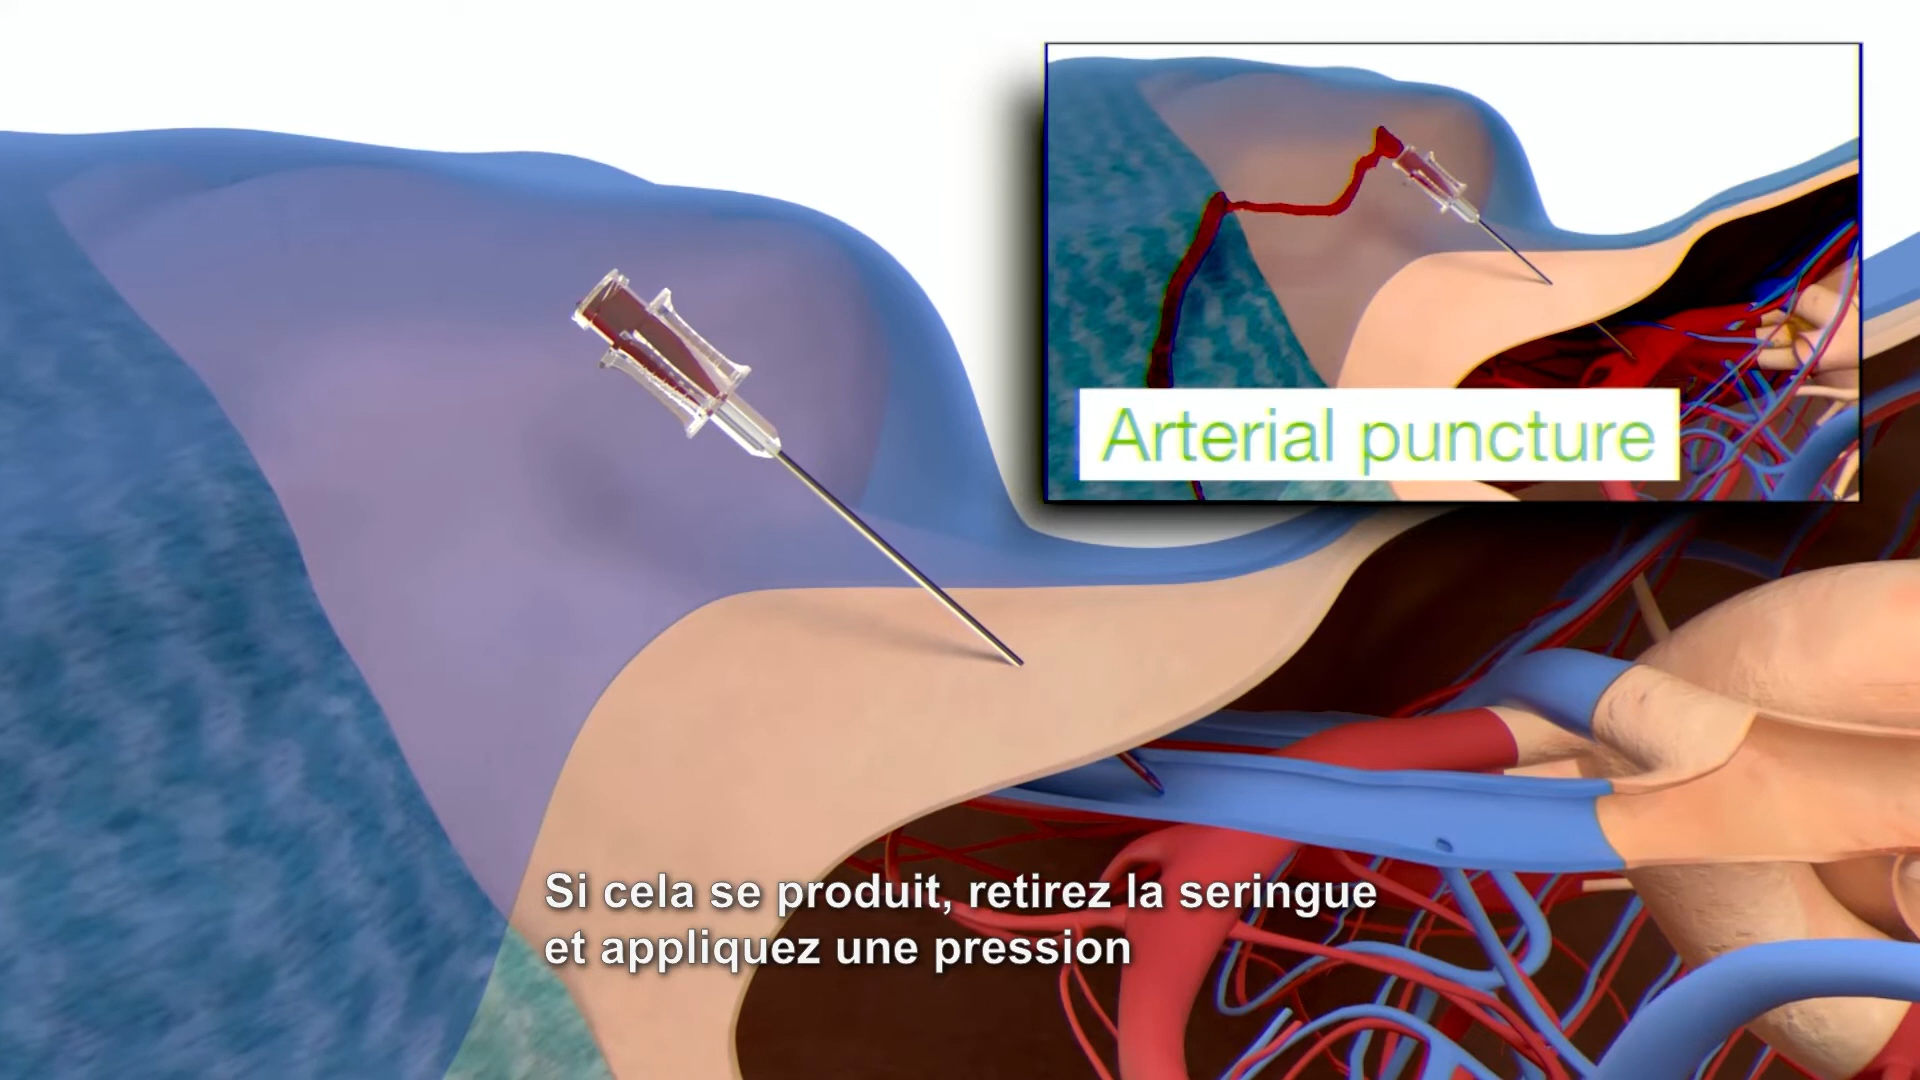 Arterial puncture
Si cela se produit, retirez la seringue
et appliquez une pression